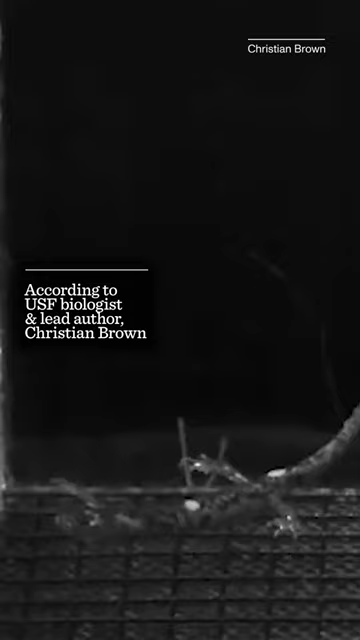 Christian Brown
According to
USF biologist
& lead author,
Christian Brown